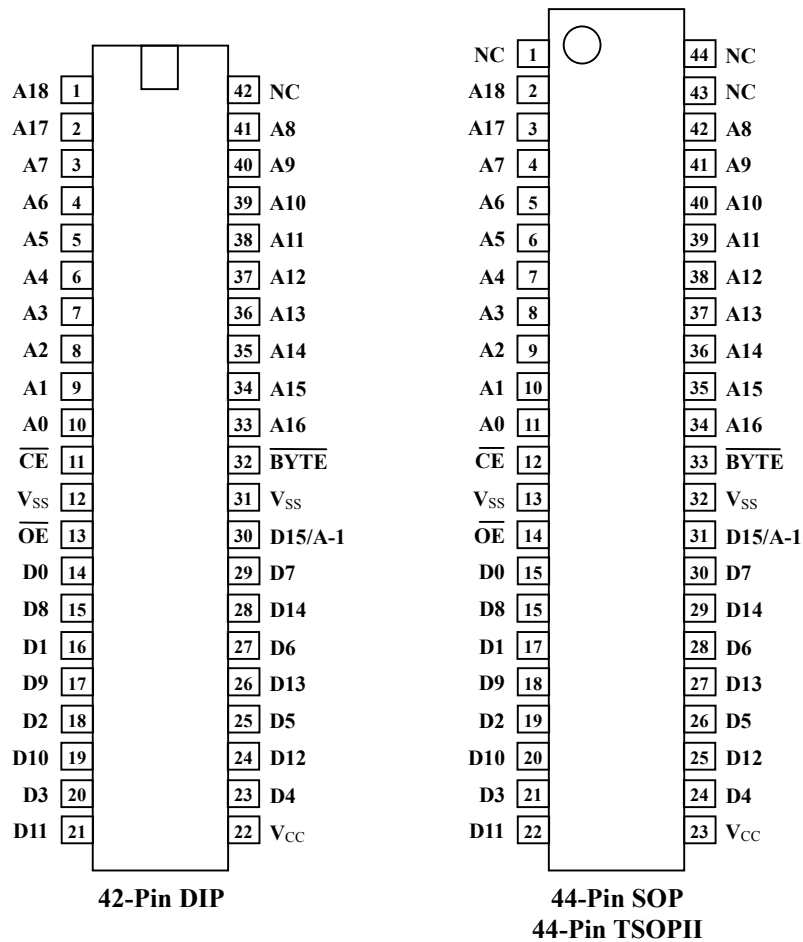 NC 1 44 NC
A18 1 42 NC A18 2 43 NC
A17 2 41 A8 A17 3 42 A8
A7 3 40 A9 A7 4 41 A9
A6 4 39 A10 A6 5 40 A10
A5 5 38 A11 A5 6 39 A11
A4 6 37 A12 A4 7 38 A12
A3 7 36 A13 A3 8 37 A13
A2 8 35 A14 A2 9 36 A14
A1 9 34 A15 A1 10 35 A15
A0 10 33 A16 A0 11 34 A16
CE 11 32 BYTE CE 12 33 BYTE
VSS 12 31 VSS VSS 13 32 VSS
OE 13 30 D15/A-1 OE 14 31 D15/A-1
D0 14 29 D7 D0 15 30 D7
D8 15 28 D14 D8 15 29 D14
D1 16 27 D6 D1 17 28 D6
D9 17 26 D13 D9 18 27 D13
D2 18 25 D5 D2 19 26 D5
D10 19 24 D12 D10 20 25 D12
D3 20 23 D4 D3 21 24 D4
D11 21 22 VCC D11 22 23 VCC
42-Pin DIP 44-Pin SOP
44-Pin TSOPII